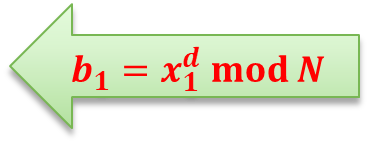 b₁ = x₁ᵈ mod N